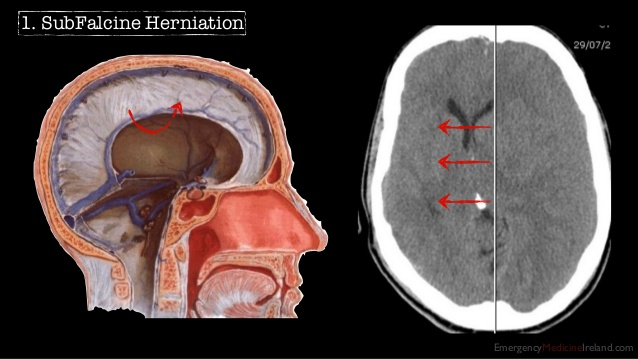 1. SubFalcine Herniation
29/07/2
EmergencyMedicineIreland.com